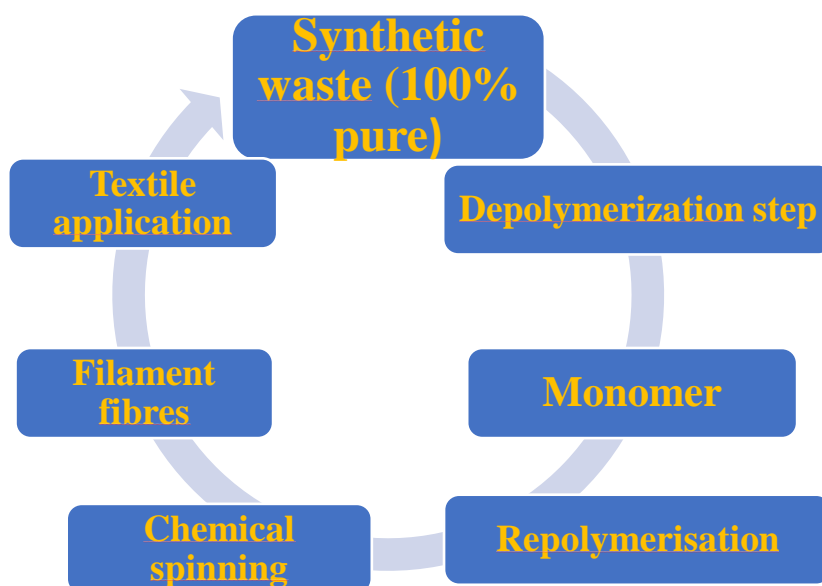 Synthetic
waste (100%
pure)
Depolymerization step
Monomer
Repolymerisation
Chemical
spinning
Filament
fibres
Textile
application